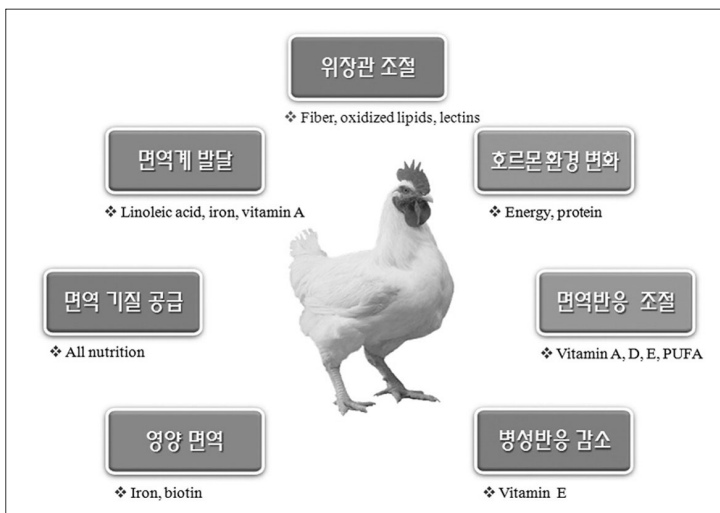 위장관 조절
❖ Fiber, oxidized lipids, lectins
면역계 발달
❖ Linoleic acid, iron, vitamin A
호르몬 환경 변화
❖ Energy, protein
면역 기질 공급
❖ All nutrition
면역반응 조절
❖ Vitamin A, D, E, PUFA
영양 면역
❖ Iron, biotin
병성반응 감소
❖ Vitamin E